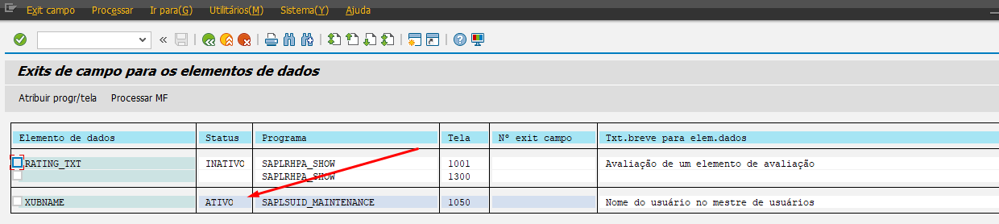 Exit campo Processar Ir para(G) Utilitários(M) Sistema(Y) Ajuda
Exits de campo para os elementos de dados
Atribuir progr/tela Processar MF
Elemento de dados Status Programa Tela Nº exit campo Txt.breve para elem.dados
RATING_TXT INATIVO SAPLRHPA_SHOW 1001 Avaliação de um elemento de avaliação
SAPLRHPA_SHOW 1300
XUBNAME ATIVO SAPLSUID_MAINTENANCE 1050 Nome do usuário no mestre de usuários